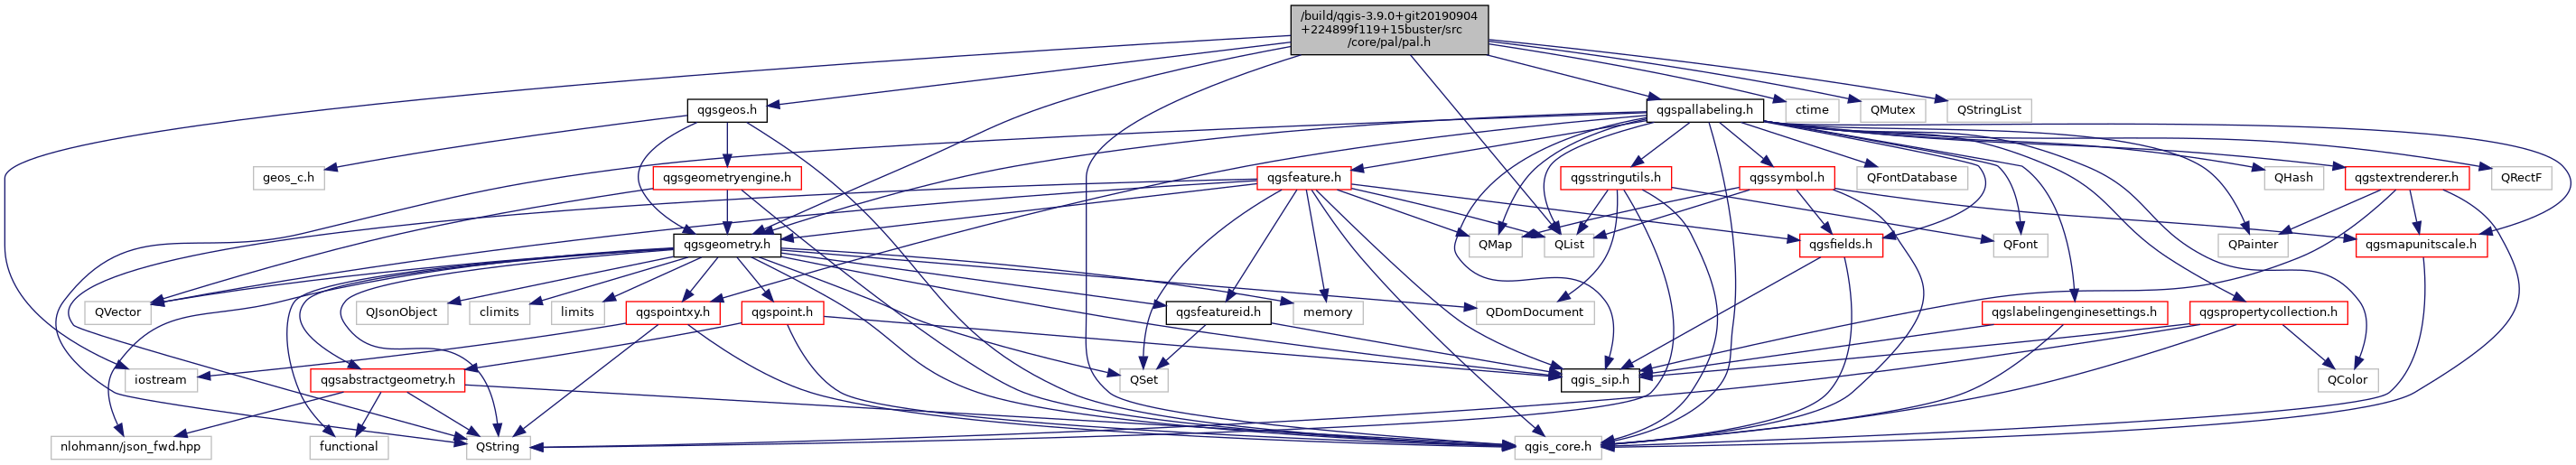 /build/qgis-3.9.0+git20190904
+224899f119+15buster/src
/core/pal/pal.h
qgsgeos.h
qgspallabeling.h
ctime
QMutex
QStringList
geos_c.h
qgsgeometryengine.h
qgsfeature.h
qgsstringutils.h
qgssymbol.h
QFontDatabase
QHash
qgstextrenderer.h
QRectF
qgsgeometry.h
QMap
QList
qgsfields.h
QFont
QPainter
qgsmapunitscale.h
QVector
QJsonObject
climits
limits
qgspointxy.h
qgspoint.h
qgsfeatureid.h
memory
QDomDocument
qgslabelingenginesettings.h
qgspropertycollection.h
iostream
qgsabstractgeometry.h
QSet
qgis_sip.h
QColor
nlohmann/json_fwd.hpp
functional
QString
qgis_core.h